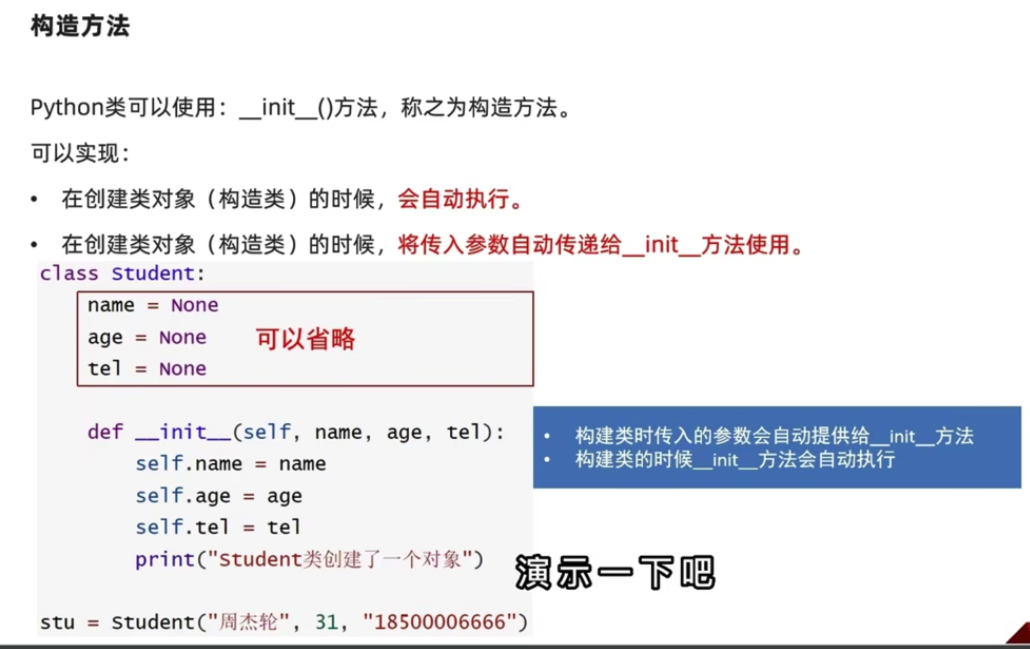 构造方法
Python类可以使用：__init__()方法，称之为构造方法。
可以实现：
• 在创建类对象（构造类）的时候，会自动执行。
• 在创建类对象（构造类）的时候，将传入参数自动传递给__init__方法使用。
class Student:
name = None
age = None
可以省略
tel = None
def __init__(self, name, age, tel):
self.name = name
self.age = age
self.tel = tel
print("Student类创建了一个对象")
• 构建类时传入的参数会自动提供给__init__方法
• 构建类的时候__init__方法会自动执行
演示一下吧
stu = Student("周杰轮", 31, "18500006666")